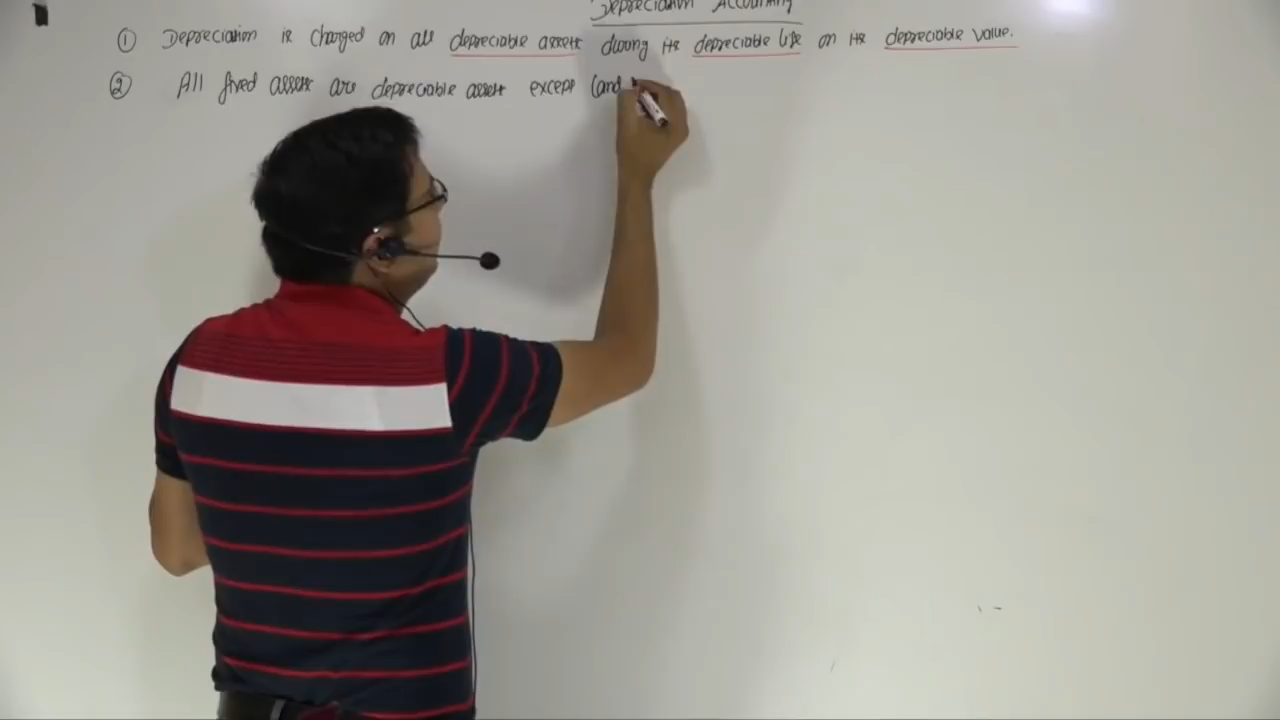 Depreciation Accounting
① Depreciation is charged on all depreciable assets during its depreciable life on its depreciable value.
② All fixed assets are depreciable assets except Land